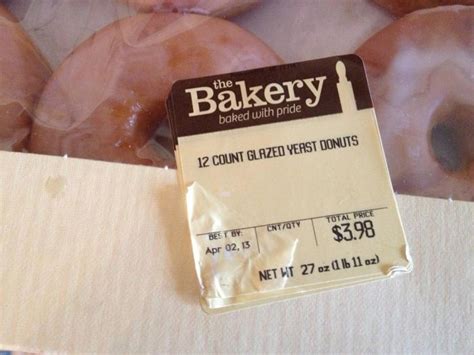 the
Bakery
baked with pride
12 COUNT GLAZED YEAST DONUTS
BEST BY: CNT/QTY TOTAL PRICE
Apr 02, 13 $3.98
NET WT 27 oz (1 lb 11 oz)